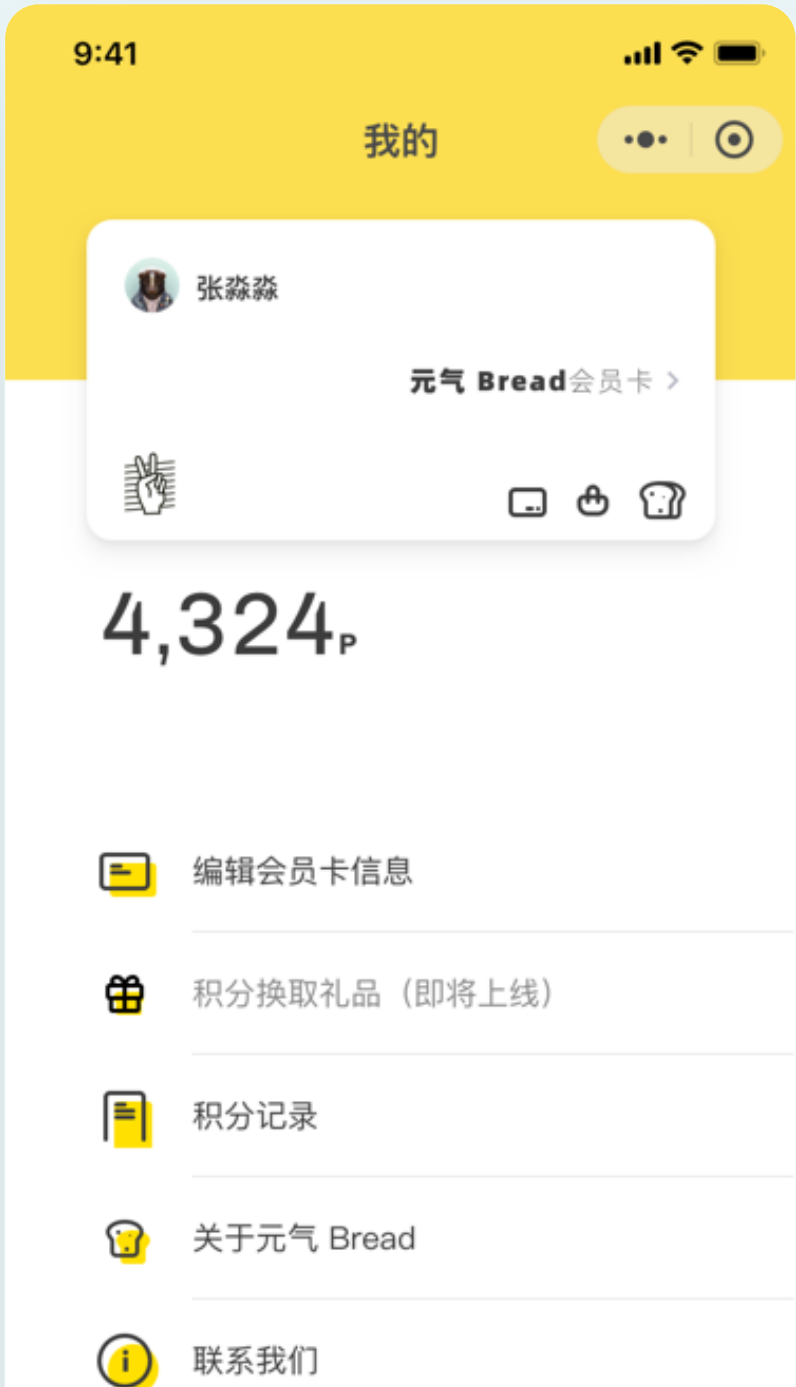 9:41
我的
张淼淼
元气 Bread会员卡 >
4,324P
编辑会员卡信息
积分换取礼品（即将上线）
积分记录
关于元气 Bread
联系我们